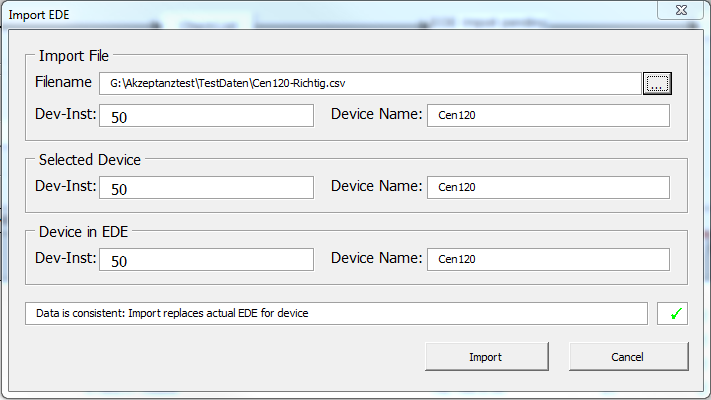 Import EDE
Import File
Filename G:\Akzeptanztest\TestDaten\Cen120-Richtig.csv ...
Dev-Inst: 50 Device Name: Cen120
Selected Device
Dev-Inst: 50 Device Name: Cen120
Device in EDE
Dev-Inst: 50 Device Name: Cen120
Data is consistent: Import replaces actual EDE for device ✓
Import Cancel